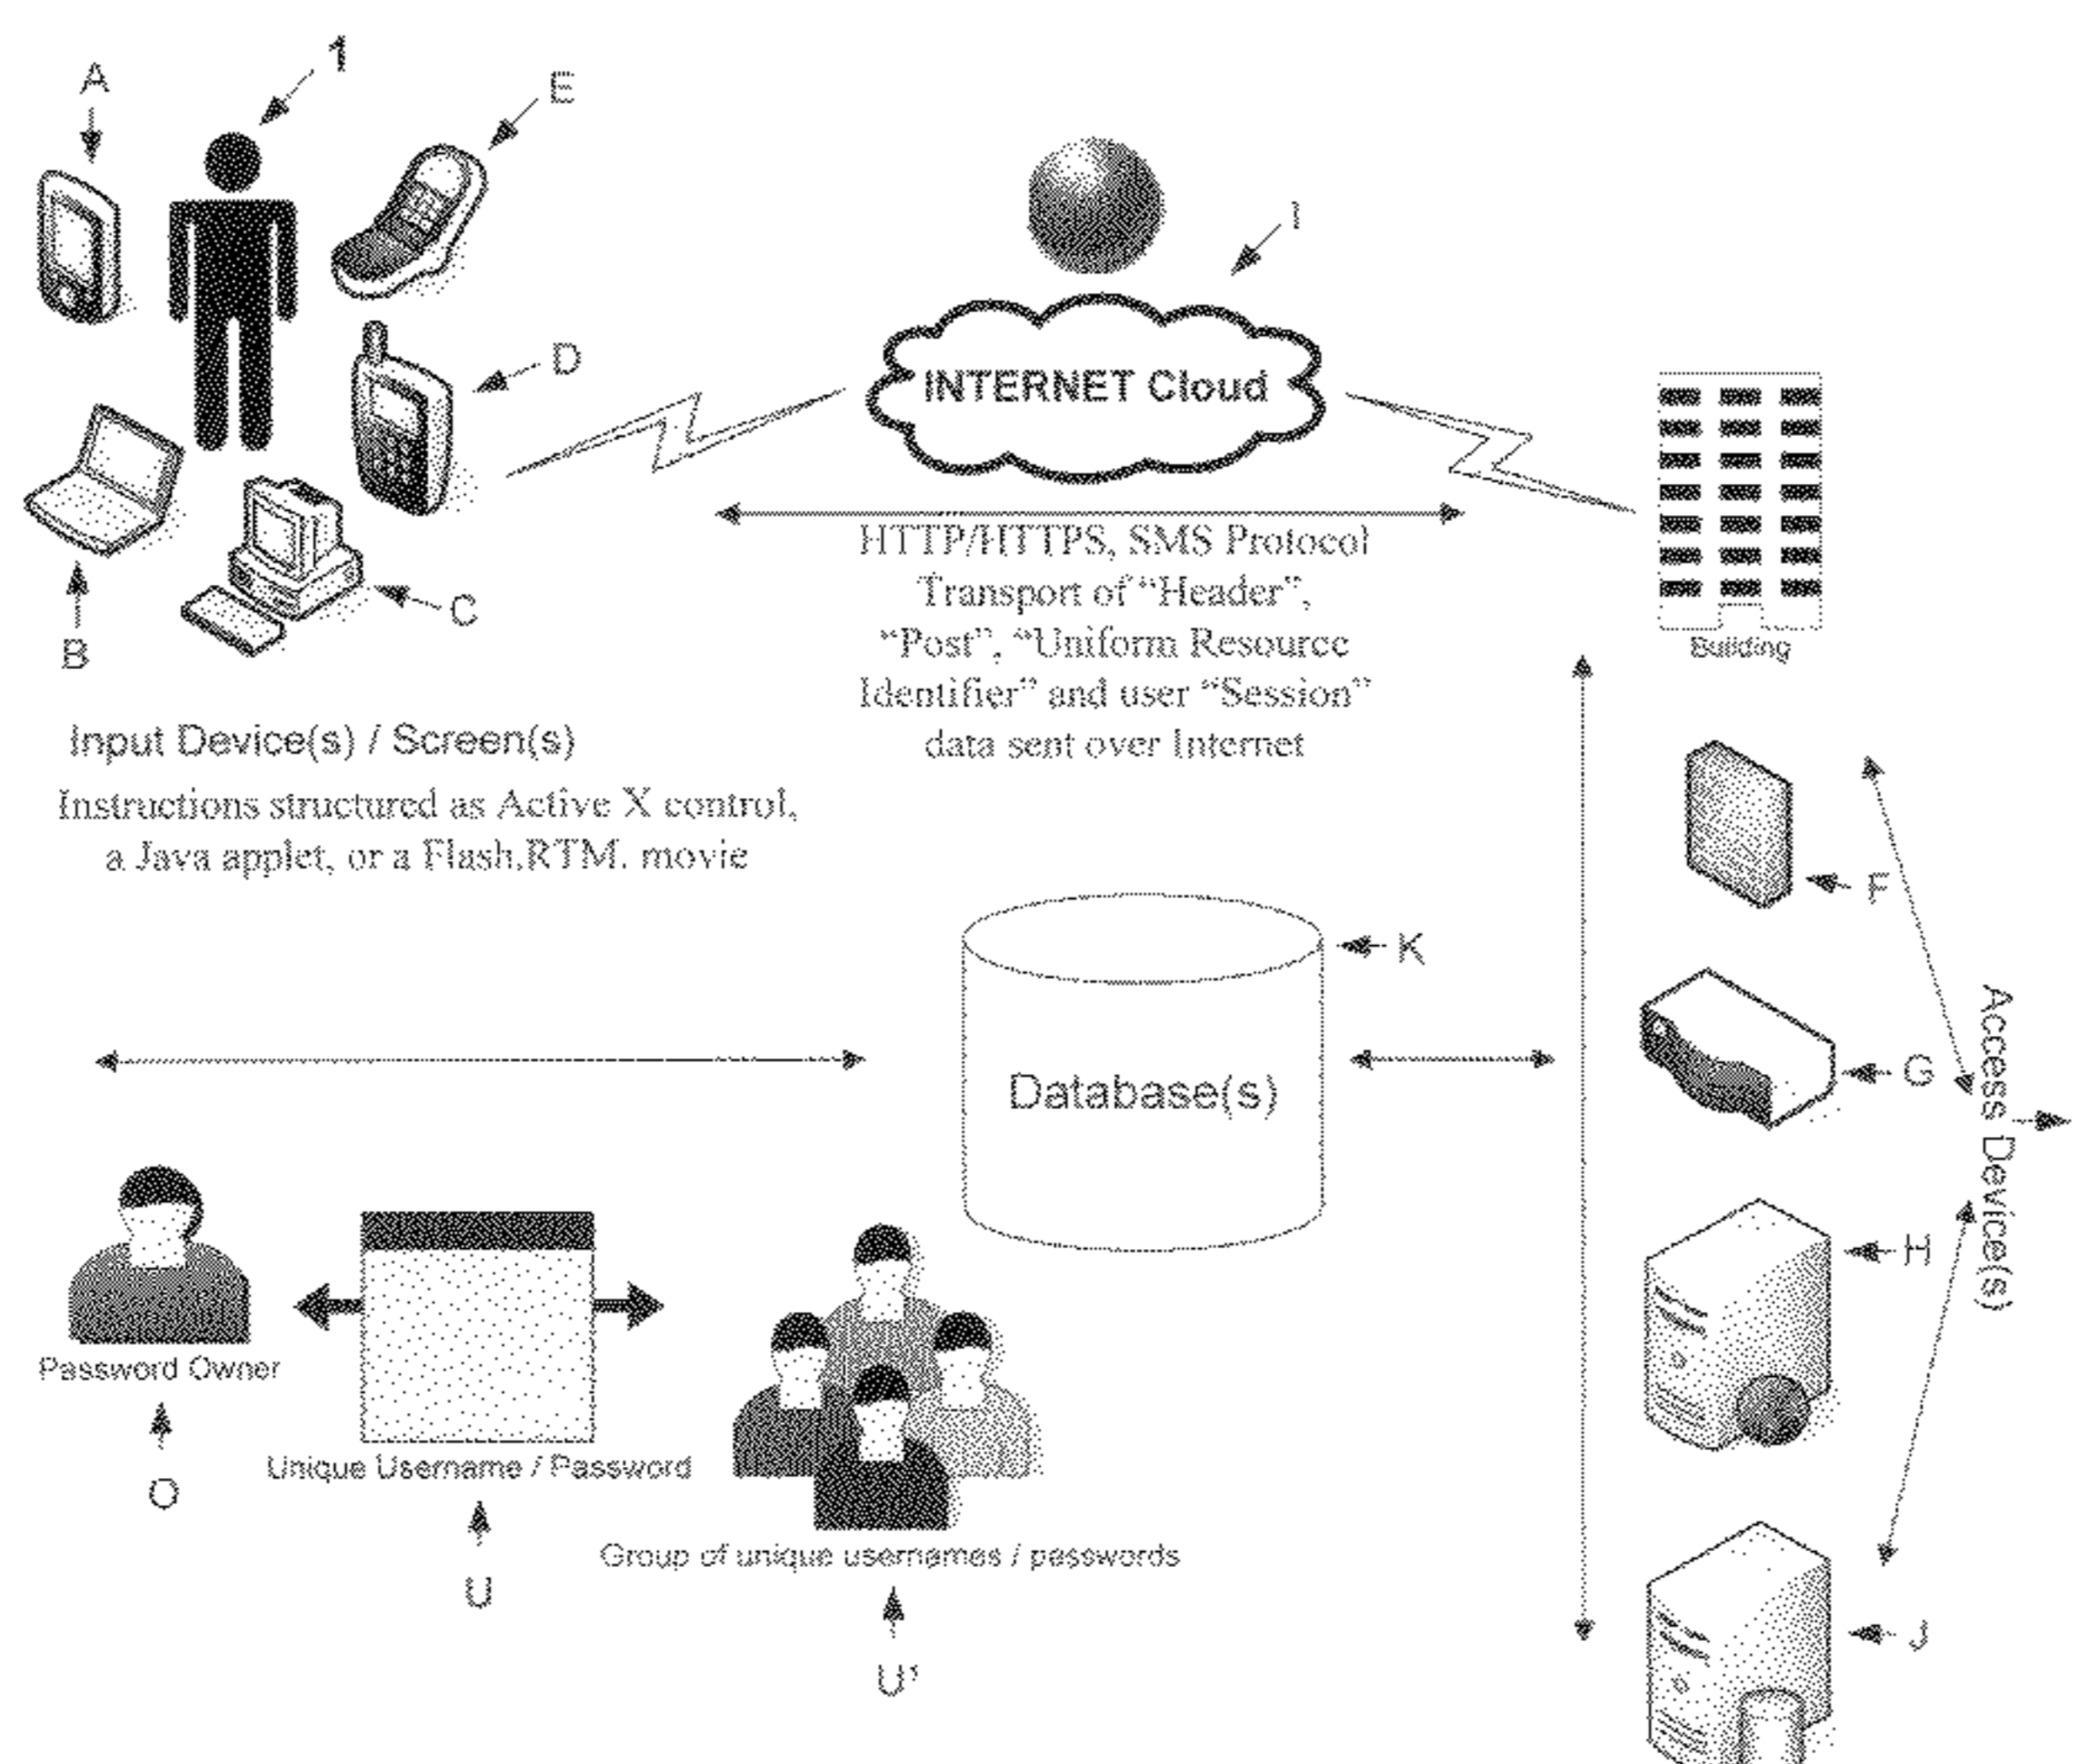 1
A
E
I
INTERNET Cloud
D
HTTP/HTTPS, SMS Protocol
Transport of “Header”,
“Post”, “Uniform Resource
Identifier” and user “Session”
data sent over Internet
Building
C
B
Input Device(s) / Screen(s)
Instructions structured as Active X control,
a Java applet, or a Flash.RTM. movie
F
K
Database(s)
G
Access Device(s)
H
Password Owner
O
Unique Username / Password
U
Group of unique usernames / passwords
U'
J